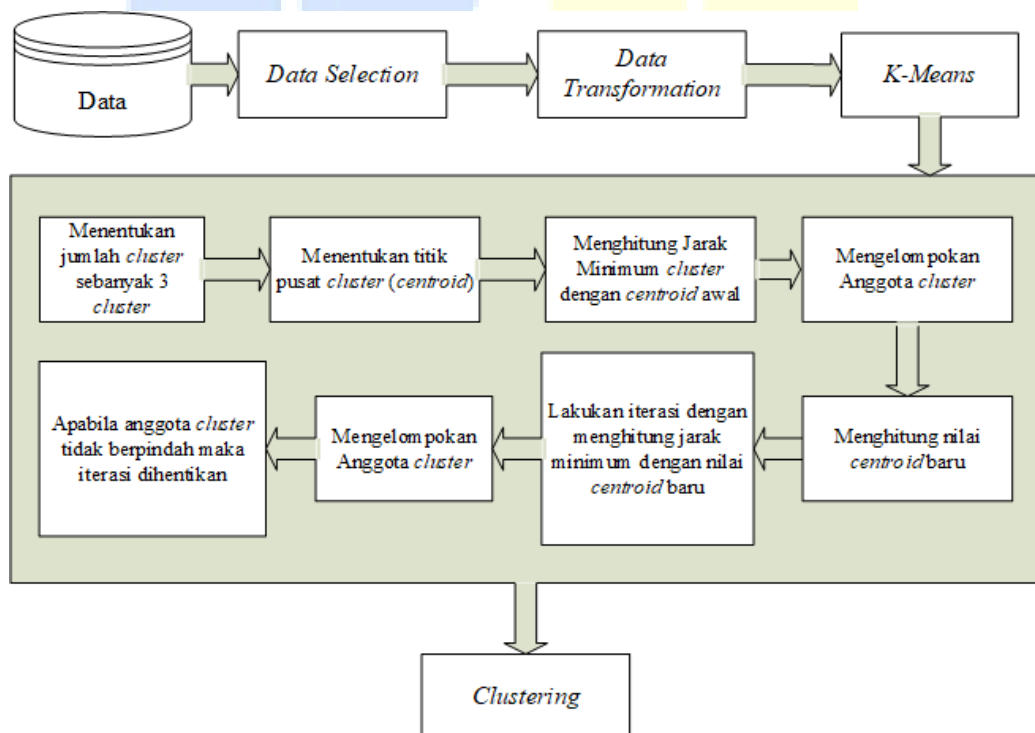 Data
Data Selection
Data
Transformation
K-Means
Menentukan
jumlah cluster
sebanyak 3
cluster
Menentukan titik
pusat cluster (centroid)
Menghitung Jarak
Minimum cluster
dengan centroid awal
Mengelompokan
Anggota cluster
Menghitung nilai
centroid baru
Lakukan iterasi dengan
menghitung jarak
minimum dengan nilai
centroid baru
Mengelompokan
Anggota cluster
Apabila anggota cluster
tidak berpindah maka
iterasi dihentikan
Clustering